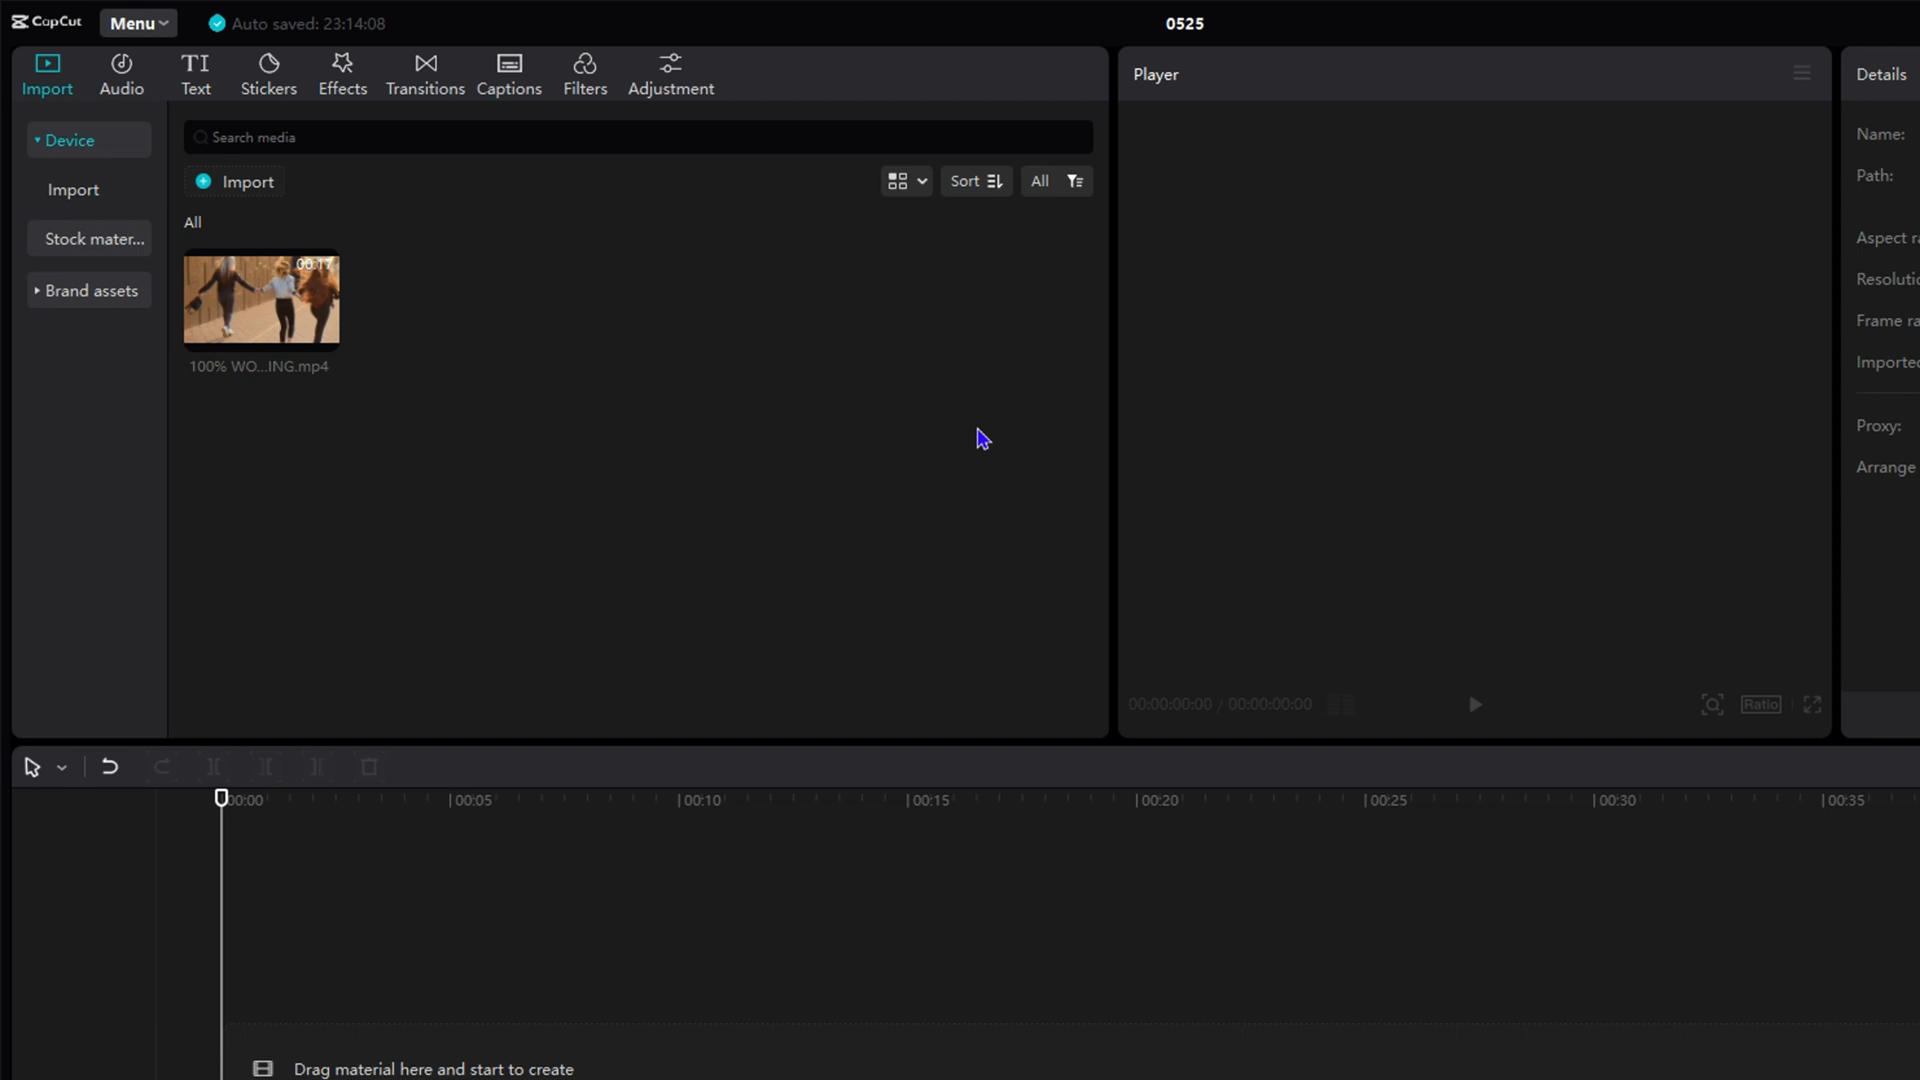 CapCut Menu Auto saved: 23:14:08 0525
Import Audio Text Stickers Effects Transitions Captions Filters Adjustment
Player
Details
Device
Import
Stock mater...
Brand assets
Search media
Import
Sort All
All
00:17
100% WO...ING.mp4
Name:
Path:
Aspect ra
Resolutio
Frame ra
Imported
Proxy:
Arrange
00:00:00:00 / 00:00:00:00
Ratio
00:00 00:05 00:10 00:15 00:20 00:25 00:30 00:35
Drag material here and start to create